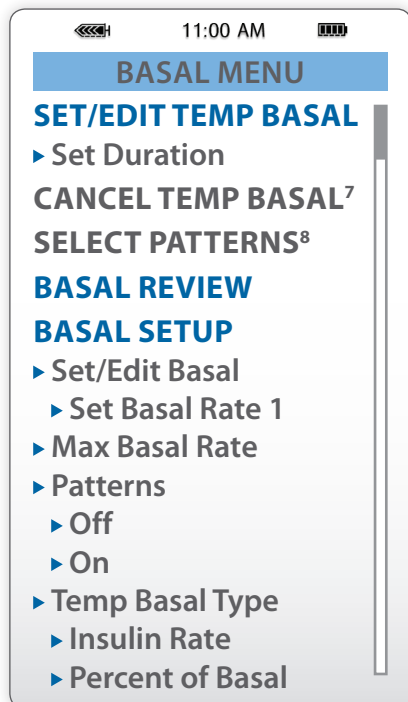 11:00 AM
BASAL MENU
SET/EDIT TEMP BASAL
▸ Set Duration
CANCEL TEMP BASAL⁷
SELECT PATTERNS⁸
BASAL REVIEW
BASAL SETUP
▸ Set/Edit Basal
▸ Set Basal Rate 1
▸ Max Basal Rate
▸ Patterns
▸ Off
▸ On
▸ Temp Basal Type
▸ Insulin Rate
▸ Percent of Basal